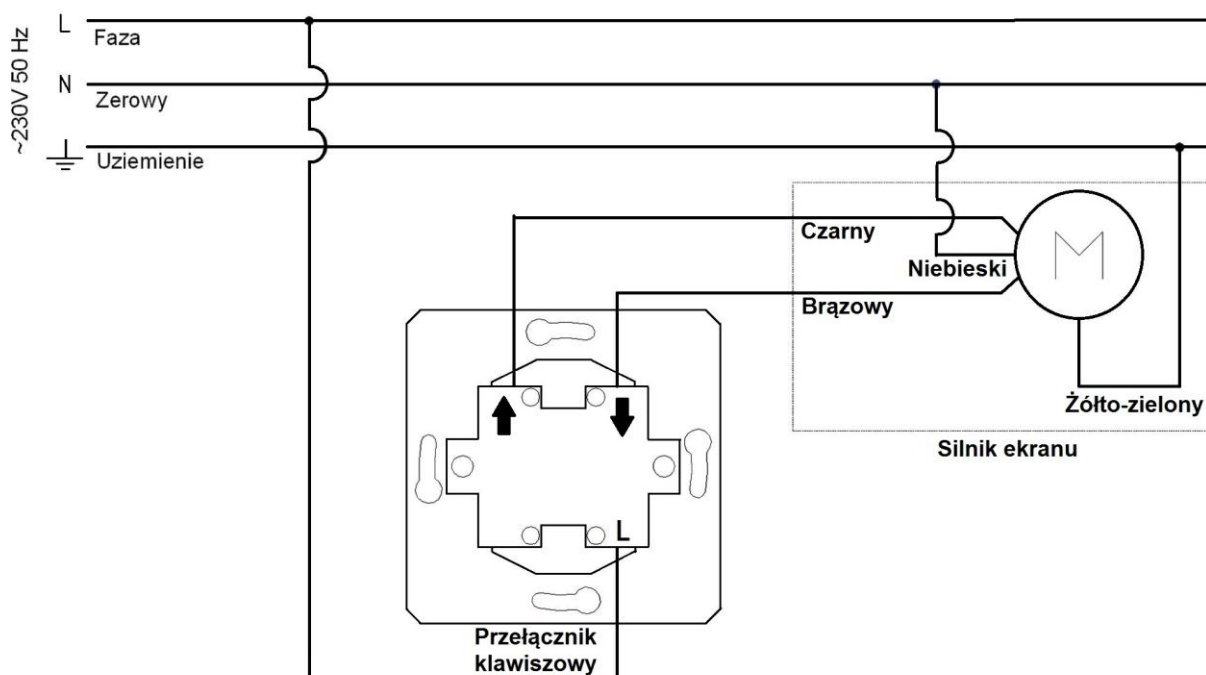 ~230V 50 Hz
L
Faza
N
Zerowy
Uziemienie
Czarny
Niebieski
Brązowy
M
Żółto-zielony
Silnik ekranu
L
Przełącznik
klawiszowy